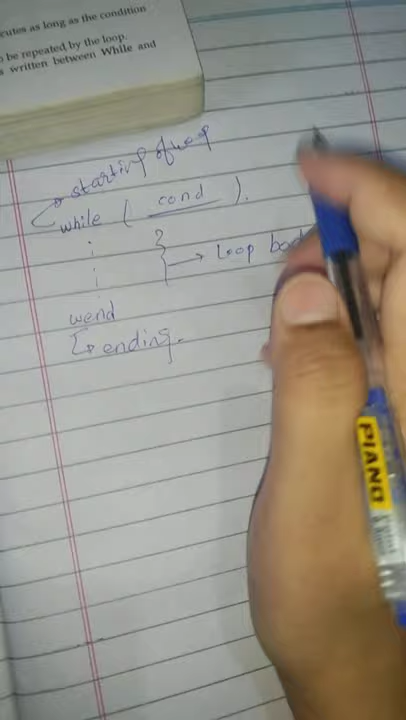 cutes as long as the condition
o be repeated by the loop.
s written between While and
starting of woop
while ( cond ).
} → Loop bod
wend
ending.
PIANO